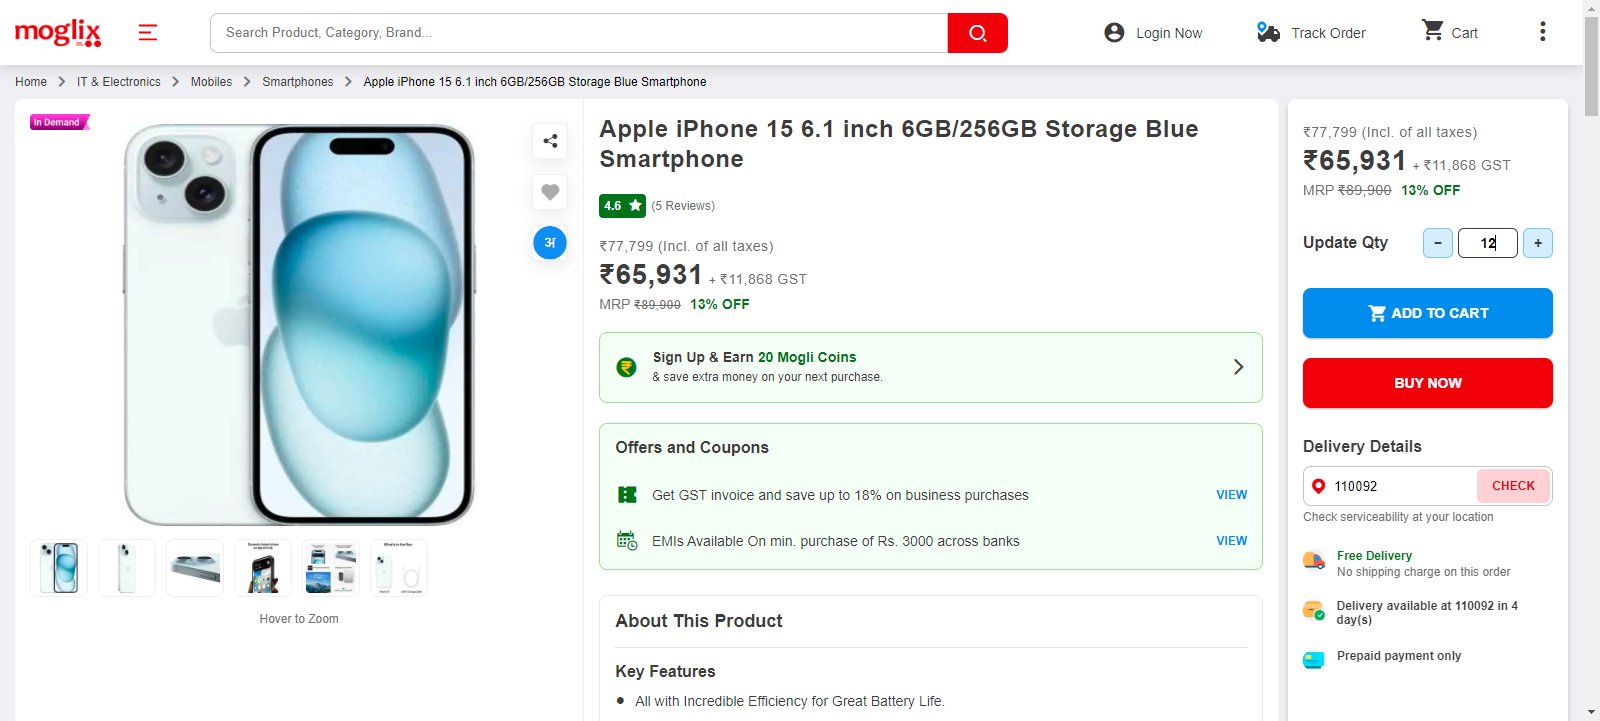 moglix
Search Product, Category, Brand...
Login Now
Track Order
Cart
Home > IT & Electronics > Mobiles > Smartphones > Apple iPhone 15 6.1 inch 6GB/256GB Storage Blue Smartphone
In Demand
Hover to Zoom
अ
Apple iPhone 15 6.1 inch 6GB/256GB Storage Blue
Smartphone
4.6 ★ (5 Reviews)
₹77,799 (Incl. of all taxes)
₹65,931 + ₹11,868 GST
MRP ₹89,900 13% OFF
Sign Up & Earn 20 Mogli Coins
& save extra money on your next purchase.
Offers and Coupons
Get GST invoice and save up to 18% on business purchases VIEW
EMIs Available On min. purchase of Rs. 3000 across banks VIEW
About This Product
Key Features
• All with Incredible Efficiency for Great Battery Life.
₹77,799 (Incl. of all taxes)
₹65,931 + ₹11,868 GST
MRP ₹89,900 13% OFF
Update Qty - 12 +
ADD TO CART
BUY NOW
Delivery Details
110092 CHECK
Check serviceability at your location
Free Delivery
No shipping charge on this order
Delivery available at 110092 in 4
day(s)
Prepaid payment only